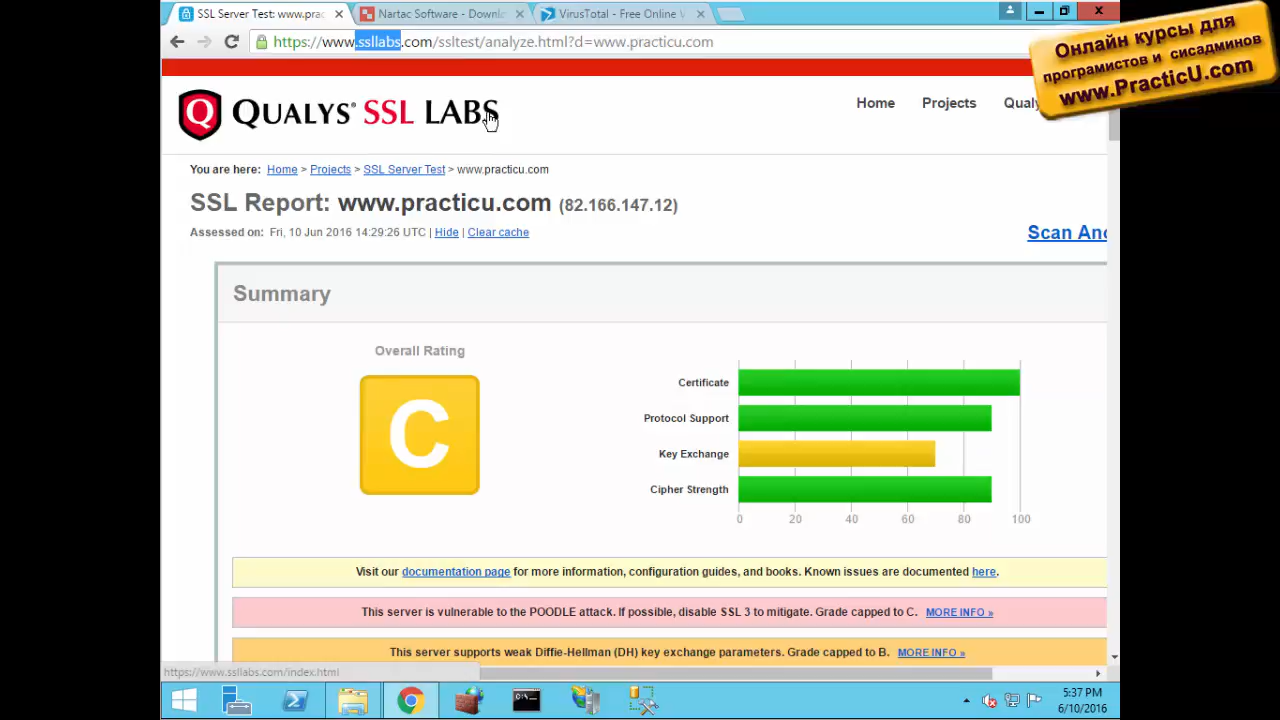 SSL Server Test: www.prac
Nartac Software - Downlo
VirusTotal - Free Online V
https://www.ssllabs.com/ssltest/analyze.html?d=www.practicu.com
Онлайн курсы для
програмистов и сисадминов
www.PracticU.com
QUALYS® SSL LABS
Home
Projects
Qualy
You are here: Home > Projects > SSL Server Test > www.practicu.com
SSL Report: www.practicu.com (82.166.147.12)
Assessed on: Fri, 10 Jun 2016 14:29:26 UTC | Hide | Clear cache
Scan Ano
Summary
Overall Rating
C
Certificate
Protocol Support
Key Exchange
Cipher Strength
0 20 40 60 80 100
Visit our documentation page for more information, configuration guides, and books. Known issues are documented here.
This server is vulnerable to the POODLE attack. If possible, disable SSL 3 to mitigate. Grade capped to C. MORE INFO »
This server supports weak Diffie-Hellman (DH) key exchange parameters. Grade capped to B. MORE INFO »
https://www.ssllabs.com/index.html
5:37 PM
6/10/2016